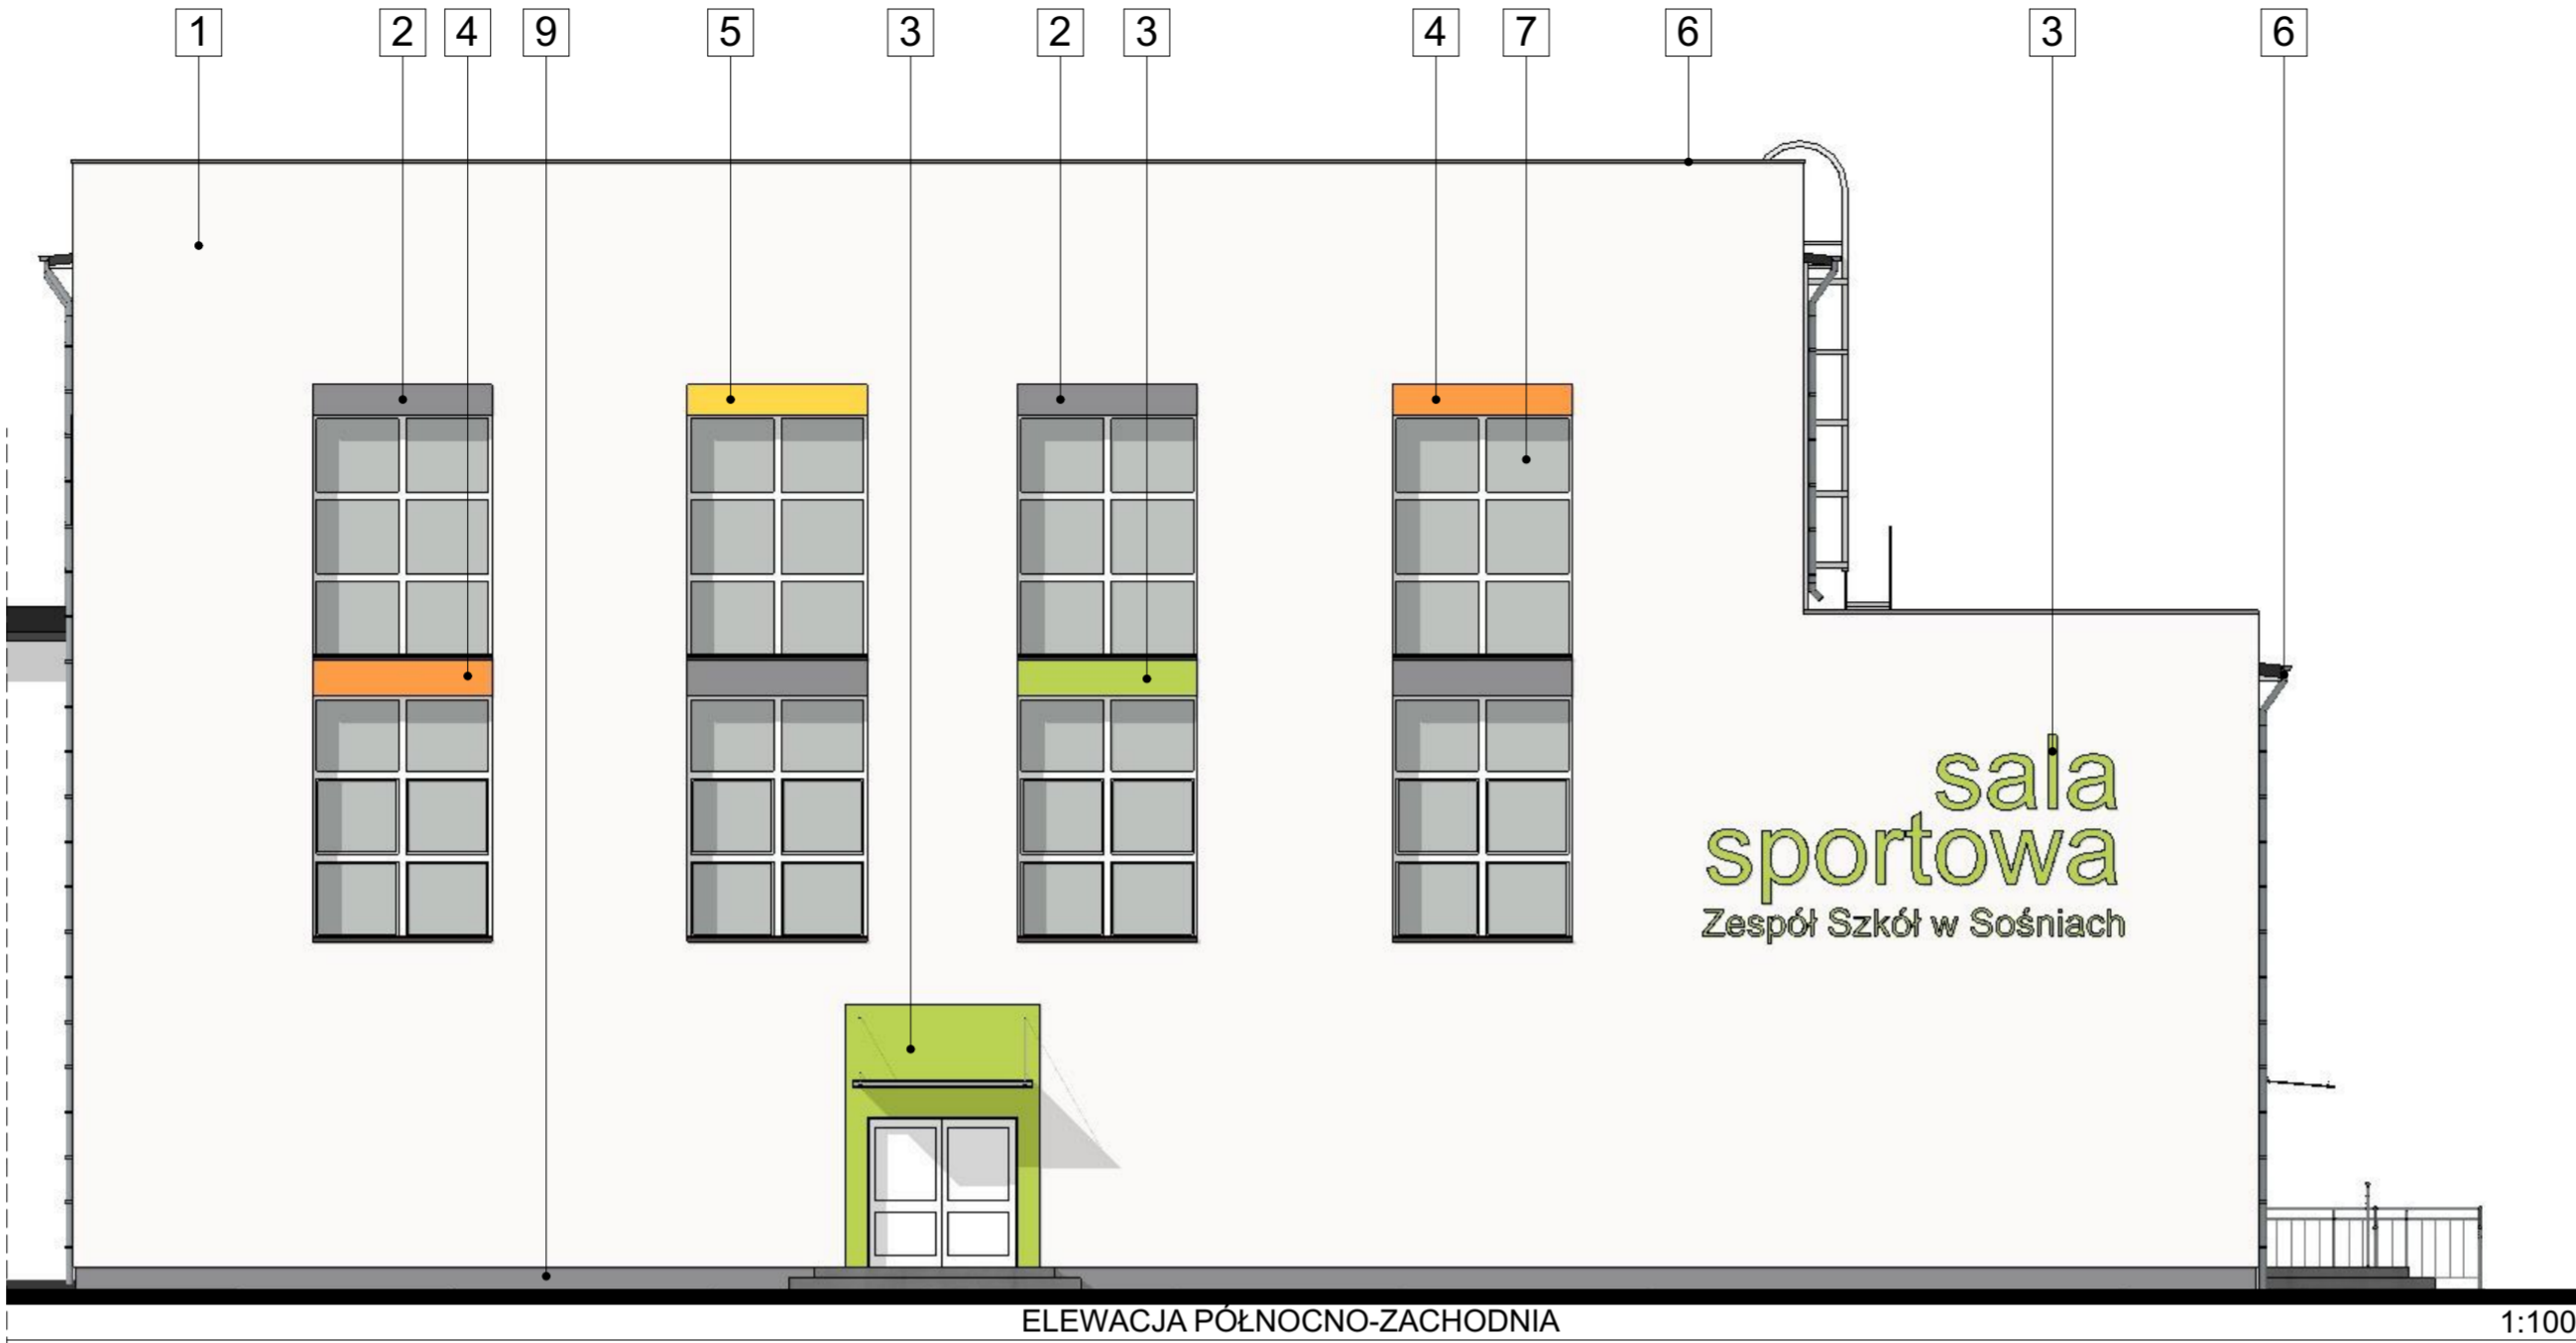 1 2 4 9 5 3 2 3 4 7 6 3 6
sala
sportowa
Zespół Szkół w Sośniach
ELEWACJA PÓŁNOCNO-ZACHODNIA 1:100